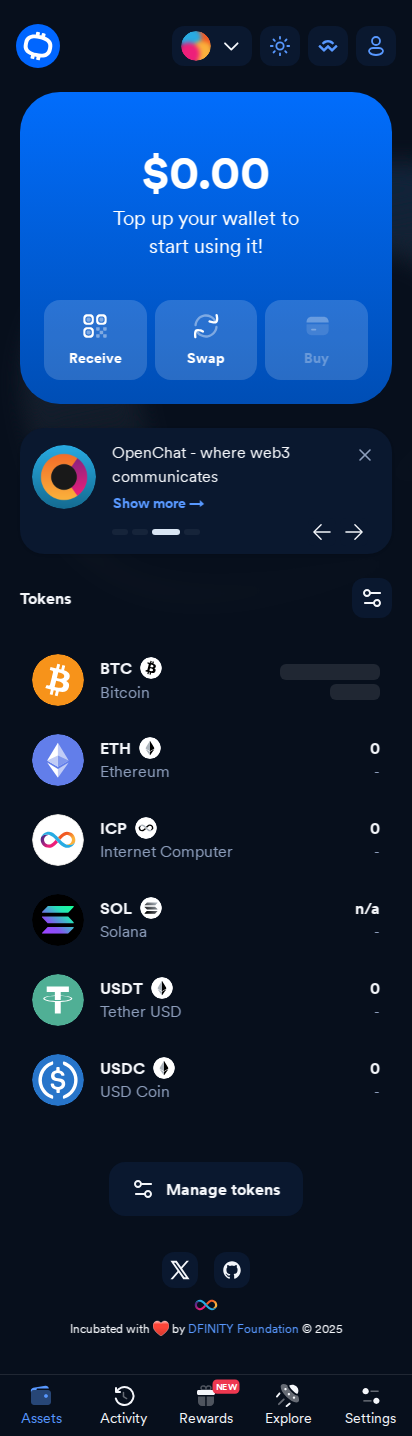 $0.00
Top up your wallet to
start using it!
Receive
Swap
Buy
OpenChat - where web3
communicates
Show more →
Tokens
BTC
Bitcoin
ETH
0
Ethereum
-
ICP
0
Internet Computer
-
SOL
n/a
Solana
-
USDT
0
Tether USD
-
USDC
0
USD Coin
-
Manage tokens
Incubated with ❤️ by DFINITY Foundation © 2025
NEW
Assets
Activity
Rewards
Explore
Settings